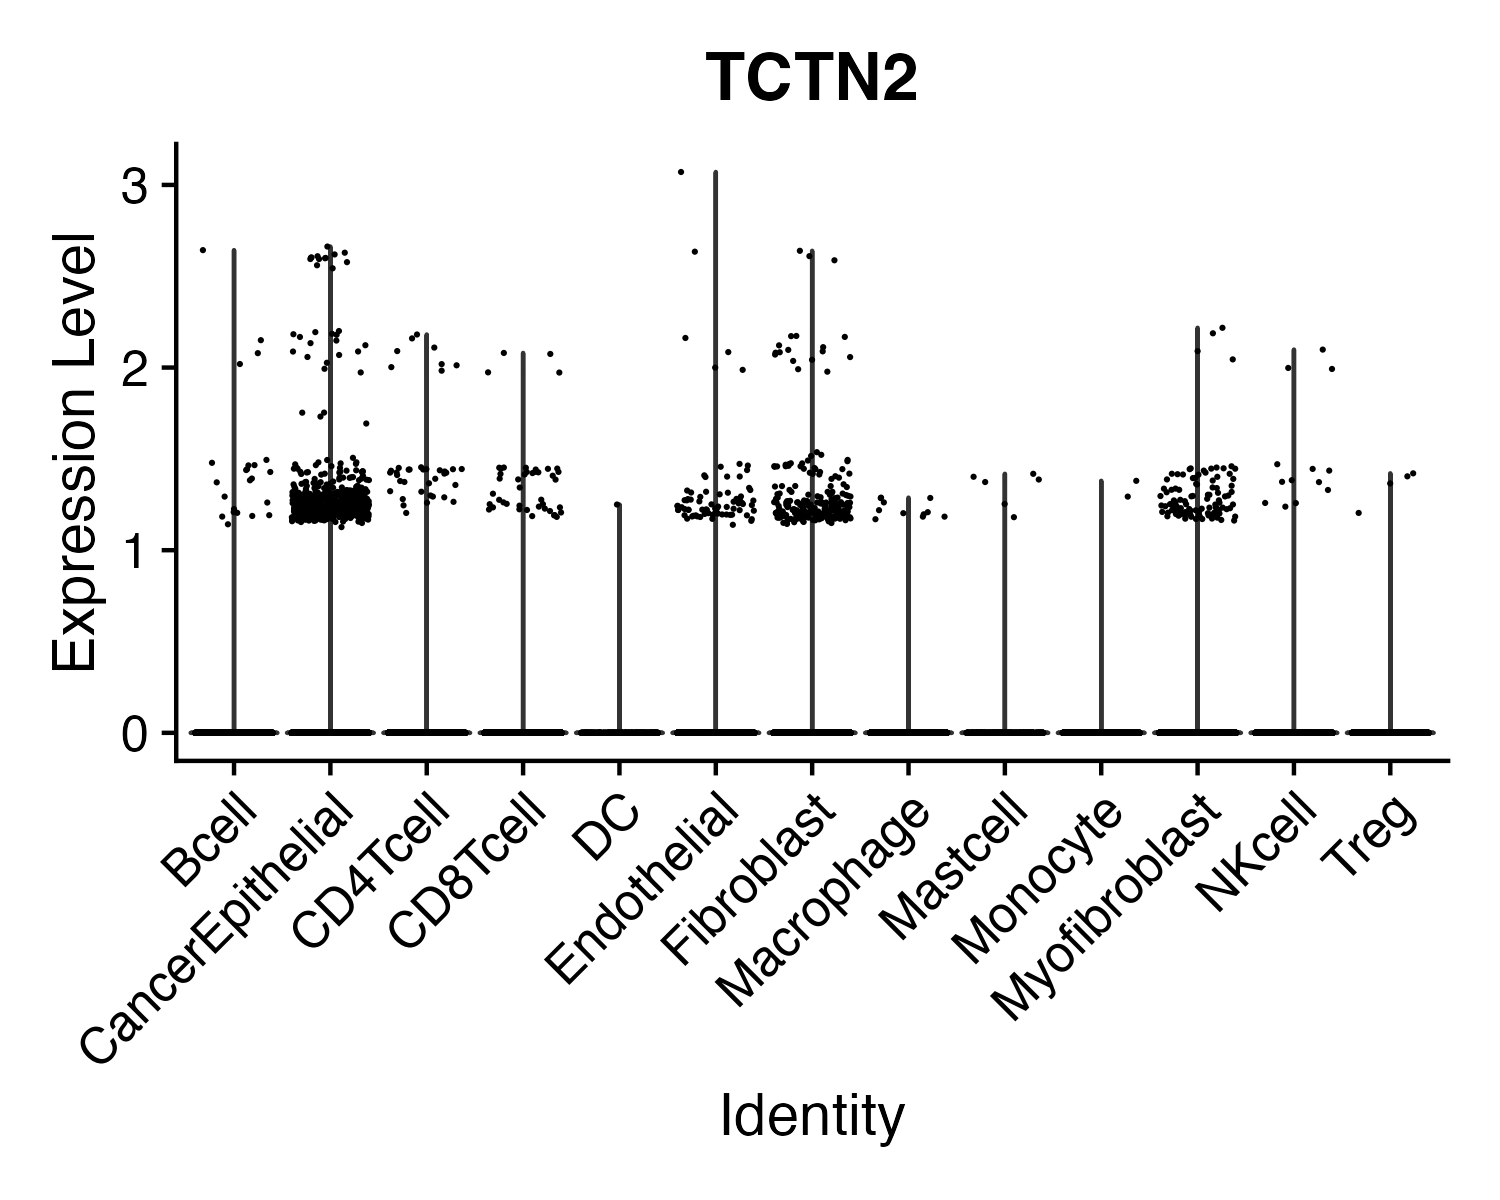 TCTN2
Expression Level
3
2
1
0
Bcell
CancerEpithelial
CD4Tcell
CD8Tcell
DC
Endothelial
Fibroblast
Macrophage
Mastcell
Monocyte
Myofibroblast
NKcell
Treg
Identity